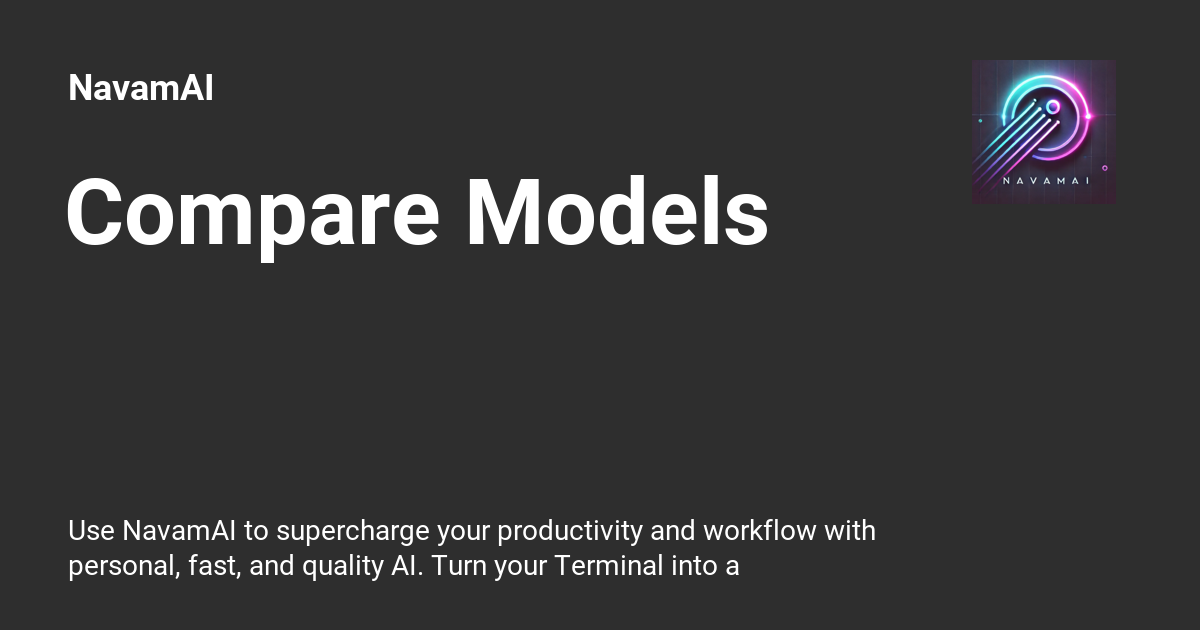 NavamAI
NAVAMAI
Compare Models
Use NavamAI to supercharge your productivity and workflow with
personal, fast, and quality AI. Turn your Terminal into a